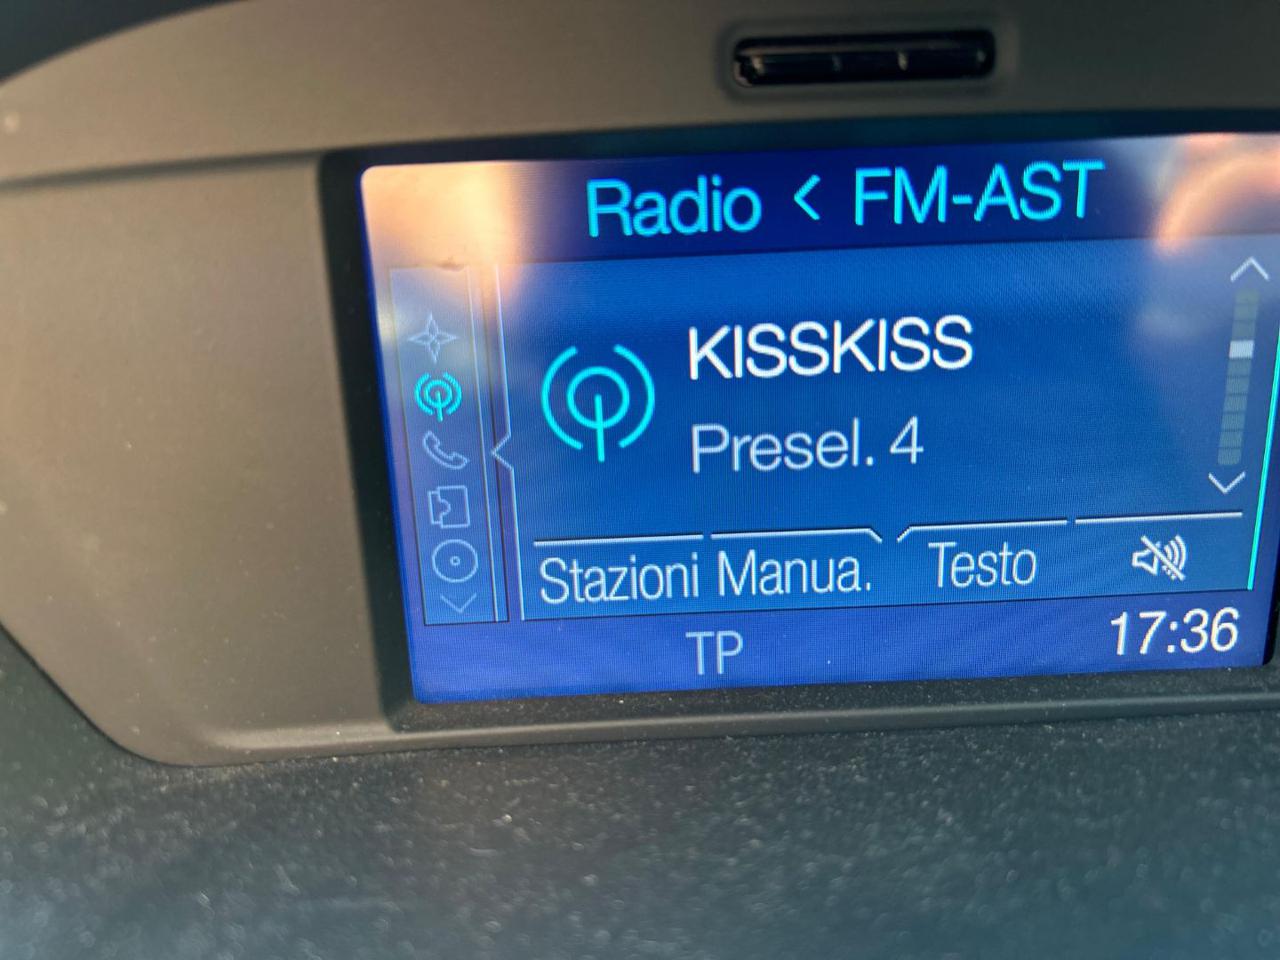 Radio < FM-AST
KISSKISS
Presel. 4
Stazioni Manua. Testo
TP 17:36